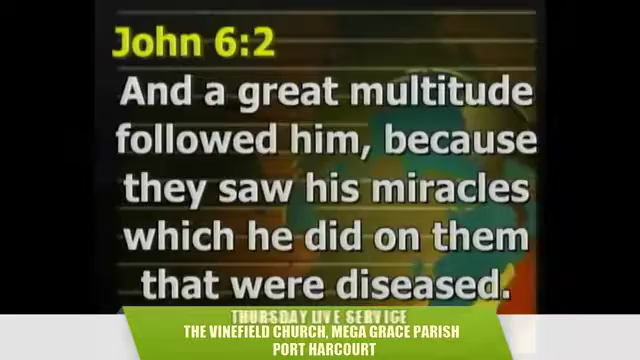 John 6:2
And a great multitude
followed him, because
they saw his miracles
which he did on them
that were diseased.
THURSDAY LIVE SERVICE
THE VINEFIELD CHURCH, MEGA GRACE PARISH
PORT HARCOURT